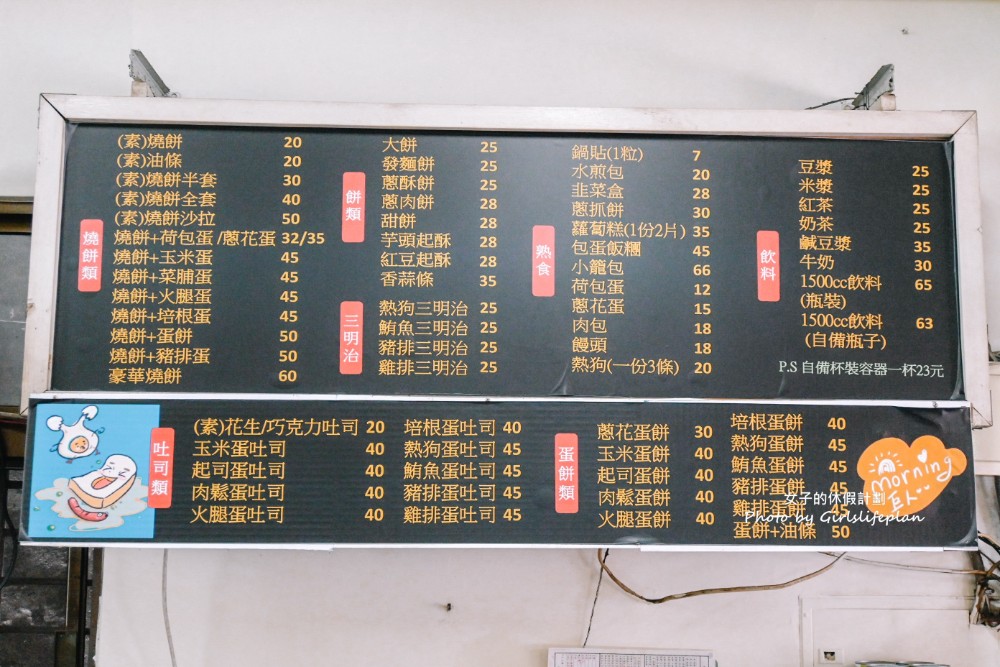 燒餅類
(素)燒餅 20
(素)油條 20
(素)燒餅半套 30
(素)燒餅全套 40
(素)燒餅沙拉 50
燒餅+荷包蛋/蔥花蛋 32/35
燒餅+玉米蛋 45
燒餅+菜脯蛋 45
燒餅+火腿蛋 45
燒餅+培根蛋 45
燒餅+蛋餅 50
燒餅+豬排蛋 50
豪華燒餅 60
餅類
大餅 25
發麵餅 25
蔥酥餅 25
蔥肉餅 28
甜餅 28
芋頭起酥 28
紅豆起酥 28
香蒜條 35
三明治
熱狗三明治 25
鮪魚三明治 25
豬排三明治 25
雞排三明治 25
熟食
鍋貼(1粒) 7
水煎包 20
韭菜盒 28
蔥抓餅 30
蘿蔔糕(1份2片) 35
包蛋飯糰 45
小籠包 66
荷包蛋 12
蔥花蛋 15
肉包 18
饅頭 18
熱狗(一份3條) 20
飲料
豆漿 25
米漿 25
紅茶 25
奶茶 25
鹹豆漿 35
牛奶 30
1500cc飲料 65
(瓶裝)
1500cc飲料 63
(自備瓶子)
P.S 自備杯裝容器一杯23元
吐司類
(素)花生/巧克力吐司 20
玉米蛋吐司 40
起司蛋吐司 40
肉鬆蛋吐司 40
火腿蛋吐司 40
培根蛋吐司 40
熱狗蛋吐司 45
鮪魚蛋吐司 45
豬排蛋吐司 45
雞排蛋吐司 45
蛋餅類
蔥花蛋餅 30
玉米蛋餅 40
起司蛋餅 40
肉鬆蛋餅 40
火腿蛋餅 40
培根蛋餅 40
熱狗蛋餅 45
鮪魚蛋餅 45
豬排蛋餅 45
雞排蛋餅 45
蛋餅+油條 50
morning
女子的休假計劃
Photo by Girlslifeplan